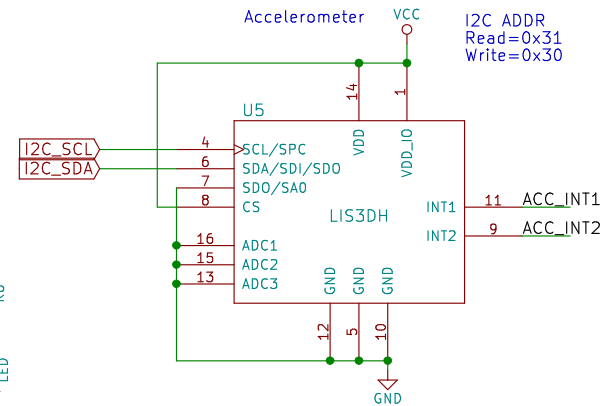 Accelerometer
VCC
I2C ADDR
Read=0x31
Write=0x30
U5
14
1
VDD
VDD_IO
I2C_SCL
4
SCL/SPC
I2C_SDA
6
SDA/SDI/SDO
7
SDO/SA0
8
CS
LIS3DH
INT1
11
ACC_INT1
INT2
9
ACC_INT2
16
ADC1
15
ADC2
13
ADC3
GND
GND
GND
12
5
10
GND
LED